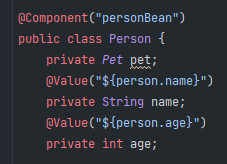 @Component("personBean")
public class Person {
private Pet pet;
@Value("${person.name}")
private String name;
@Value("${person.age}")
private int age;